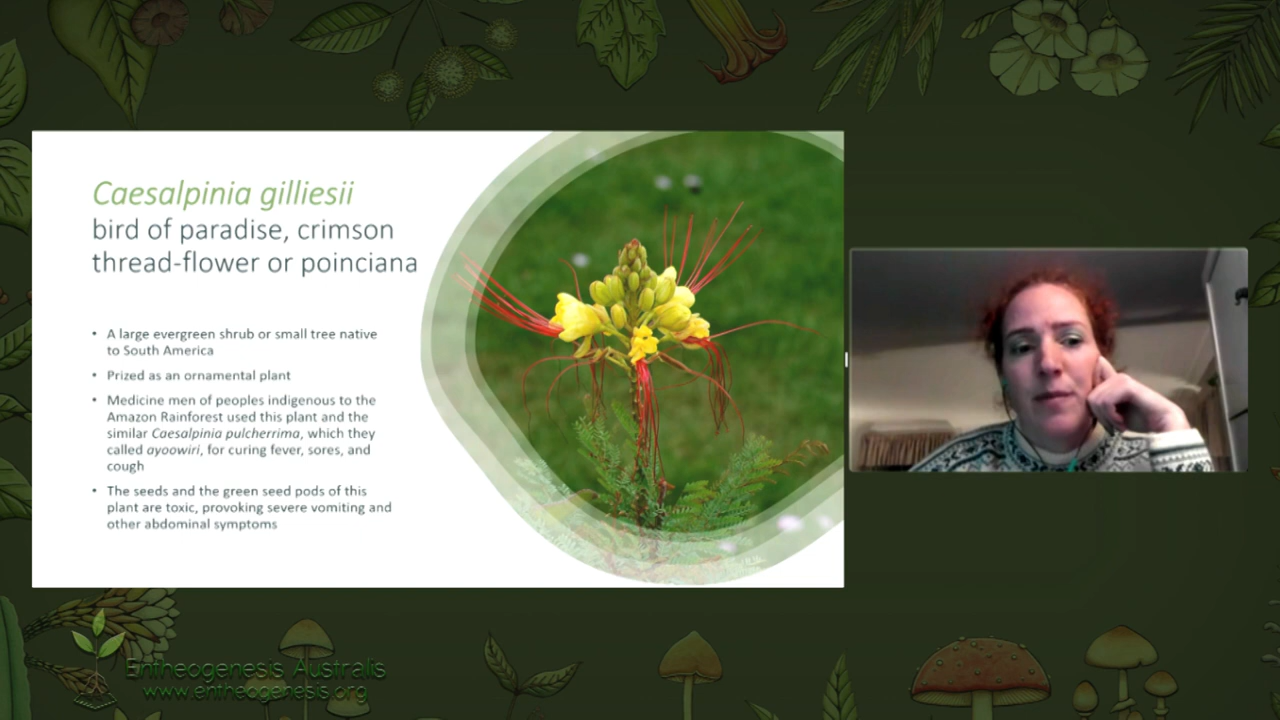 Caesalpinia gilliesii
bird of paradise, crimson
thread-flower or poinciana
• A large evergreen shrub or small tree native
to South America
• Prized as an ornamental plant
• Medicine men of peoples indigenous to the
Amazon Rainforest used this plant and the
similar Caesalpinia pulcherrima, which they
called ayoowiri, for curing fever, sores, and
cough
• The seeds and the green seed pods of this
plant are toxic, provoking severe vomiting and
other abdominal symptoms
Entheogenesis Australis
www.entheogenesis.org